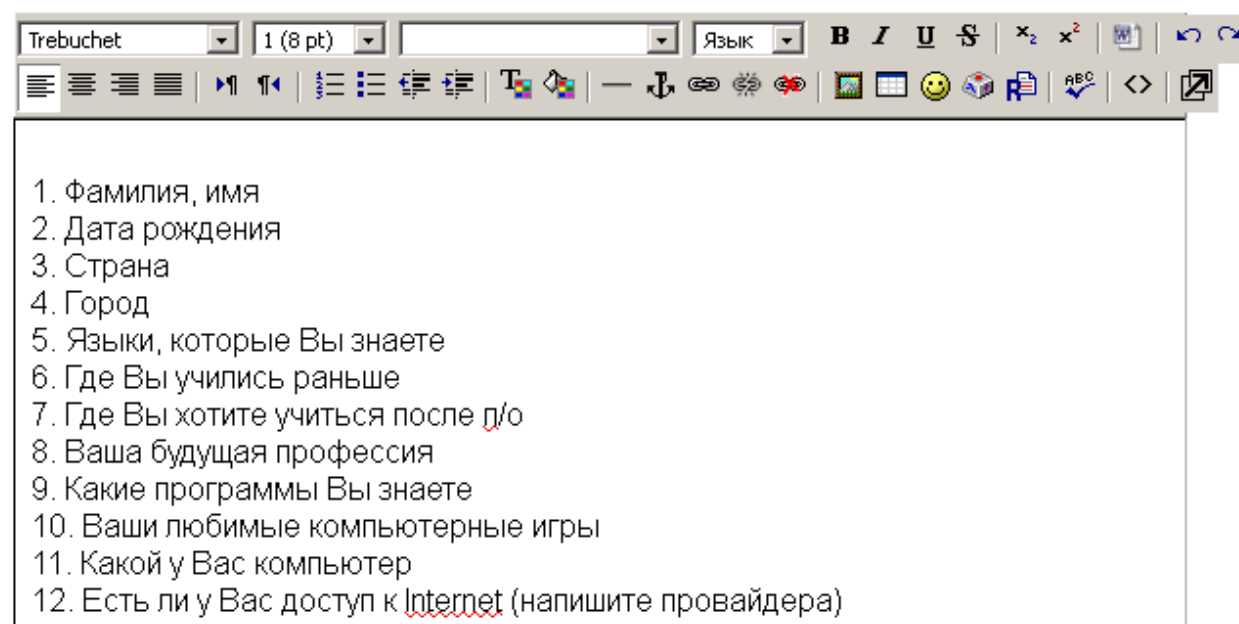 Trebuchet 1 (8 pt) Язык B I U S x₂ x² W
T ABC <>
1. Фамилия, имя
2. Дата рождения
3. Страна
4. Город
5. Языки, которые Вы знаете
6. Где Вы учились раньше
7. Где Вы хотите учиться после п/о
8. Ваша будущая профессия
9. Какие программы Вы знаете
10. Ваши любимые компьютерные игры
11. Какой у Вас компьютер
12. Есть ли у Вас доступ к Internet (напишите провайдера)